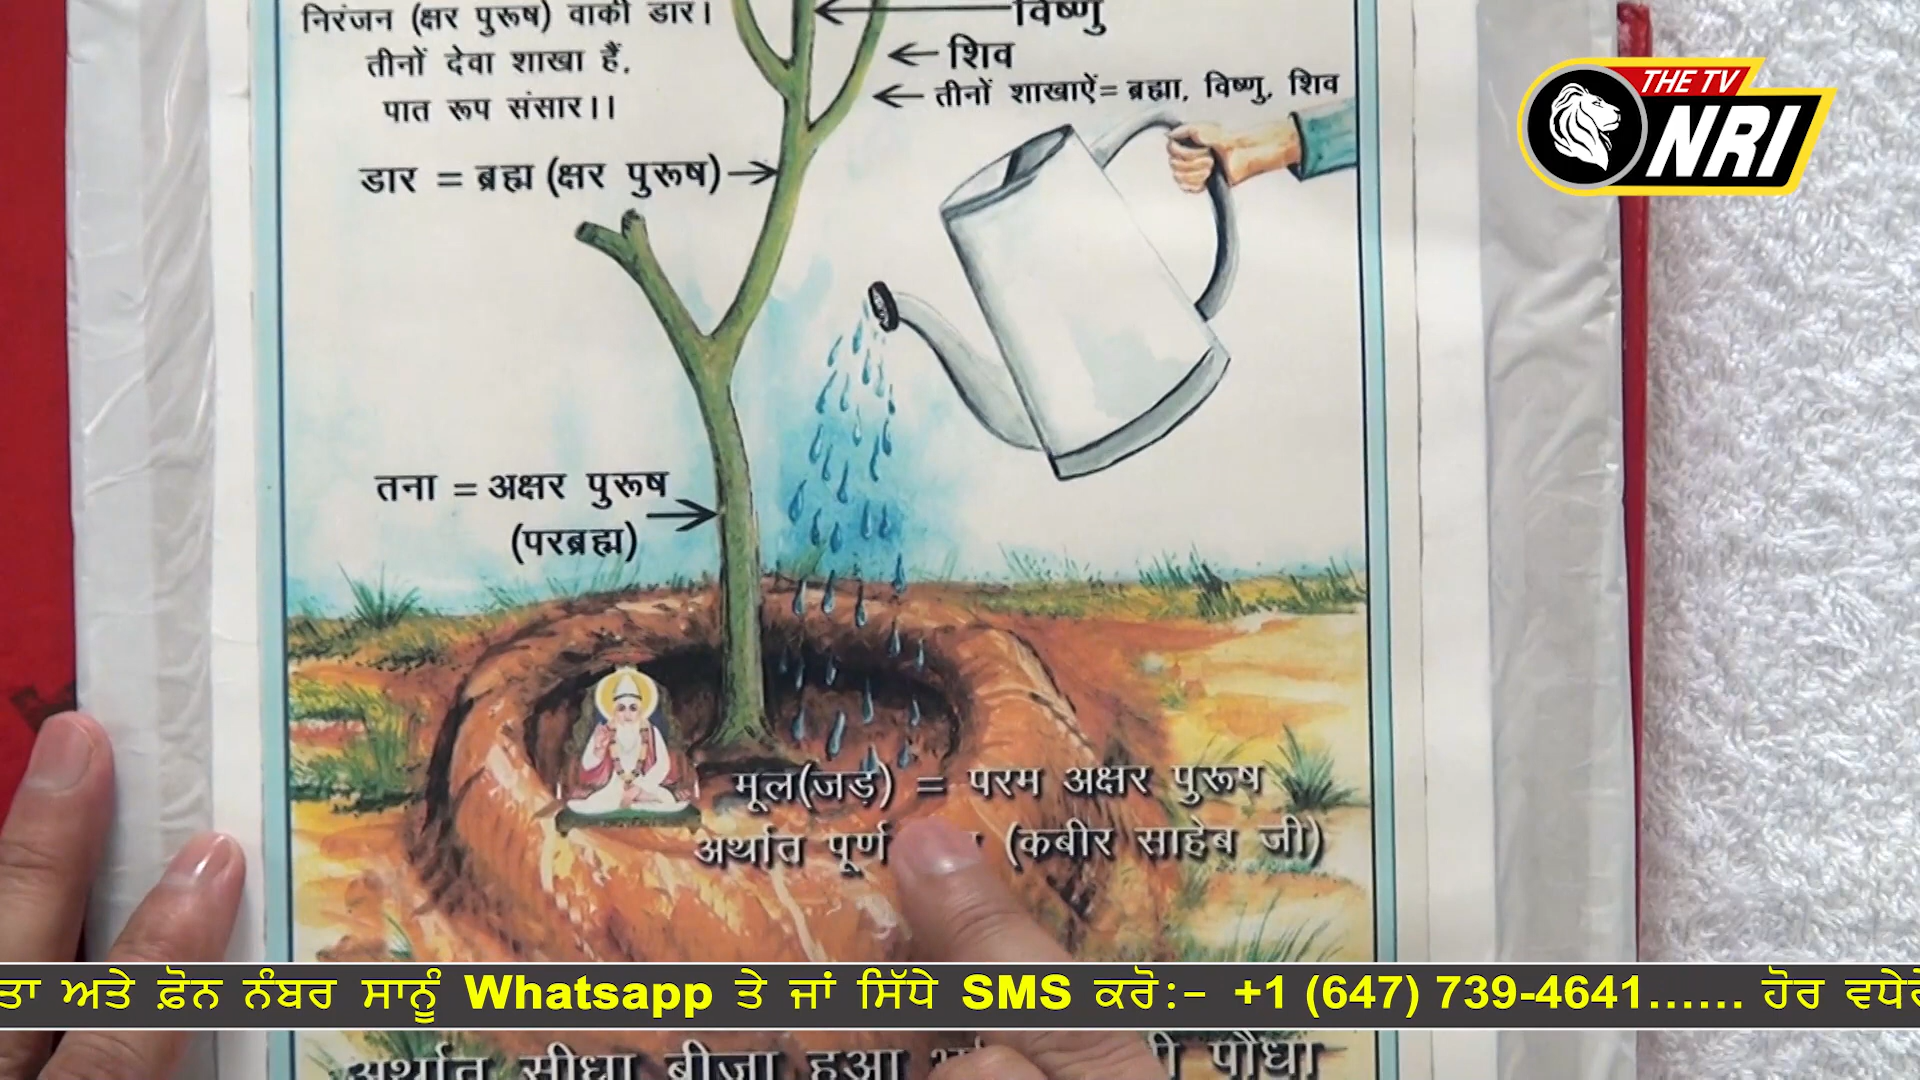 निरंजन (क्षर पुरूष) वाकी डार।
तीनों देवा शाखा हैं,
पात रूप संसार।।
विष्णु
शिव
तीनों शाखाऐं= ब्रह्मा, विष्णु, शिव
THE TV
NRI
डार = ब्रह्म (क्षर पुरूष)
तना = अक्षर पुरूष
(परब्रह्म)
मूल(जड़) = परम अक्षर पुरूष
अर्थात पूर्ण (कबीर साहेब जी)
ਤਾ ਅਤੇ ਫ਼ੋਨ ਨੰਬਰ ਸਾਨੂੰ Whatsapp ਤੇ ਜਾਂ ਸਿੱਧੇ SMS ਕਰੋ:- +1 (647) 739-4641...... ਹੋਰ ਵਧੇਰੇ
अर्थात सीधा बीजा हुआ पौधा